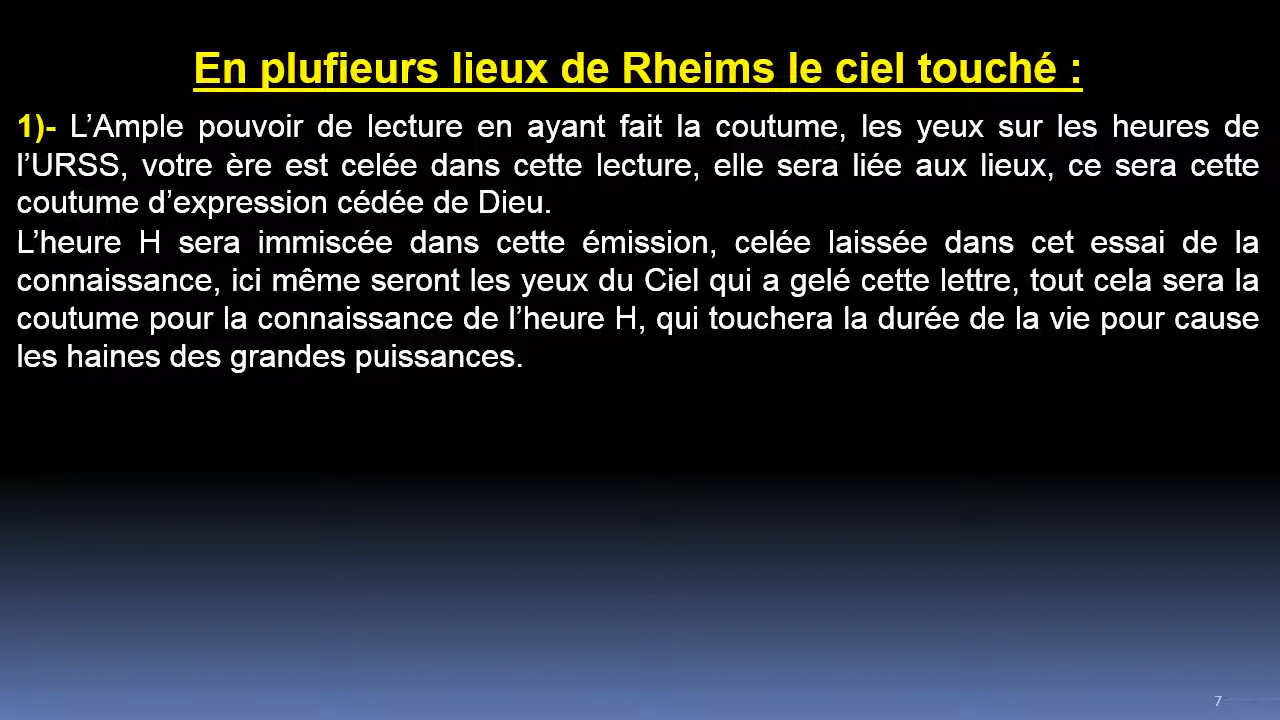 En plufieurs lieux de Rheims le ciel touché :
1)- L’Ample pouvoir de lecture en ayant fait la coutume, les yeux sur les heures de
l’URSS, votre ère est celée dans cette lecture, elle sera liée aux lieux, ce sera cette
coutume d’expression cédée de Dieu.
L’heure H sera immiscée dans cette émission, celée laissée dans cet essai de la
connaissance, ici même seront les yeux du Ciel qui a gelé cette lettre, tout cela sera la
coutume pour la connaissance de l’heure H, qui touchera la durée de la vie pour cause
les haines des grandes puissances.
7